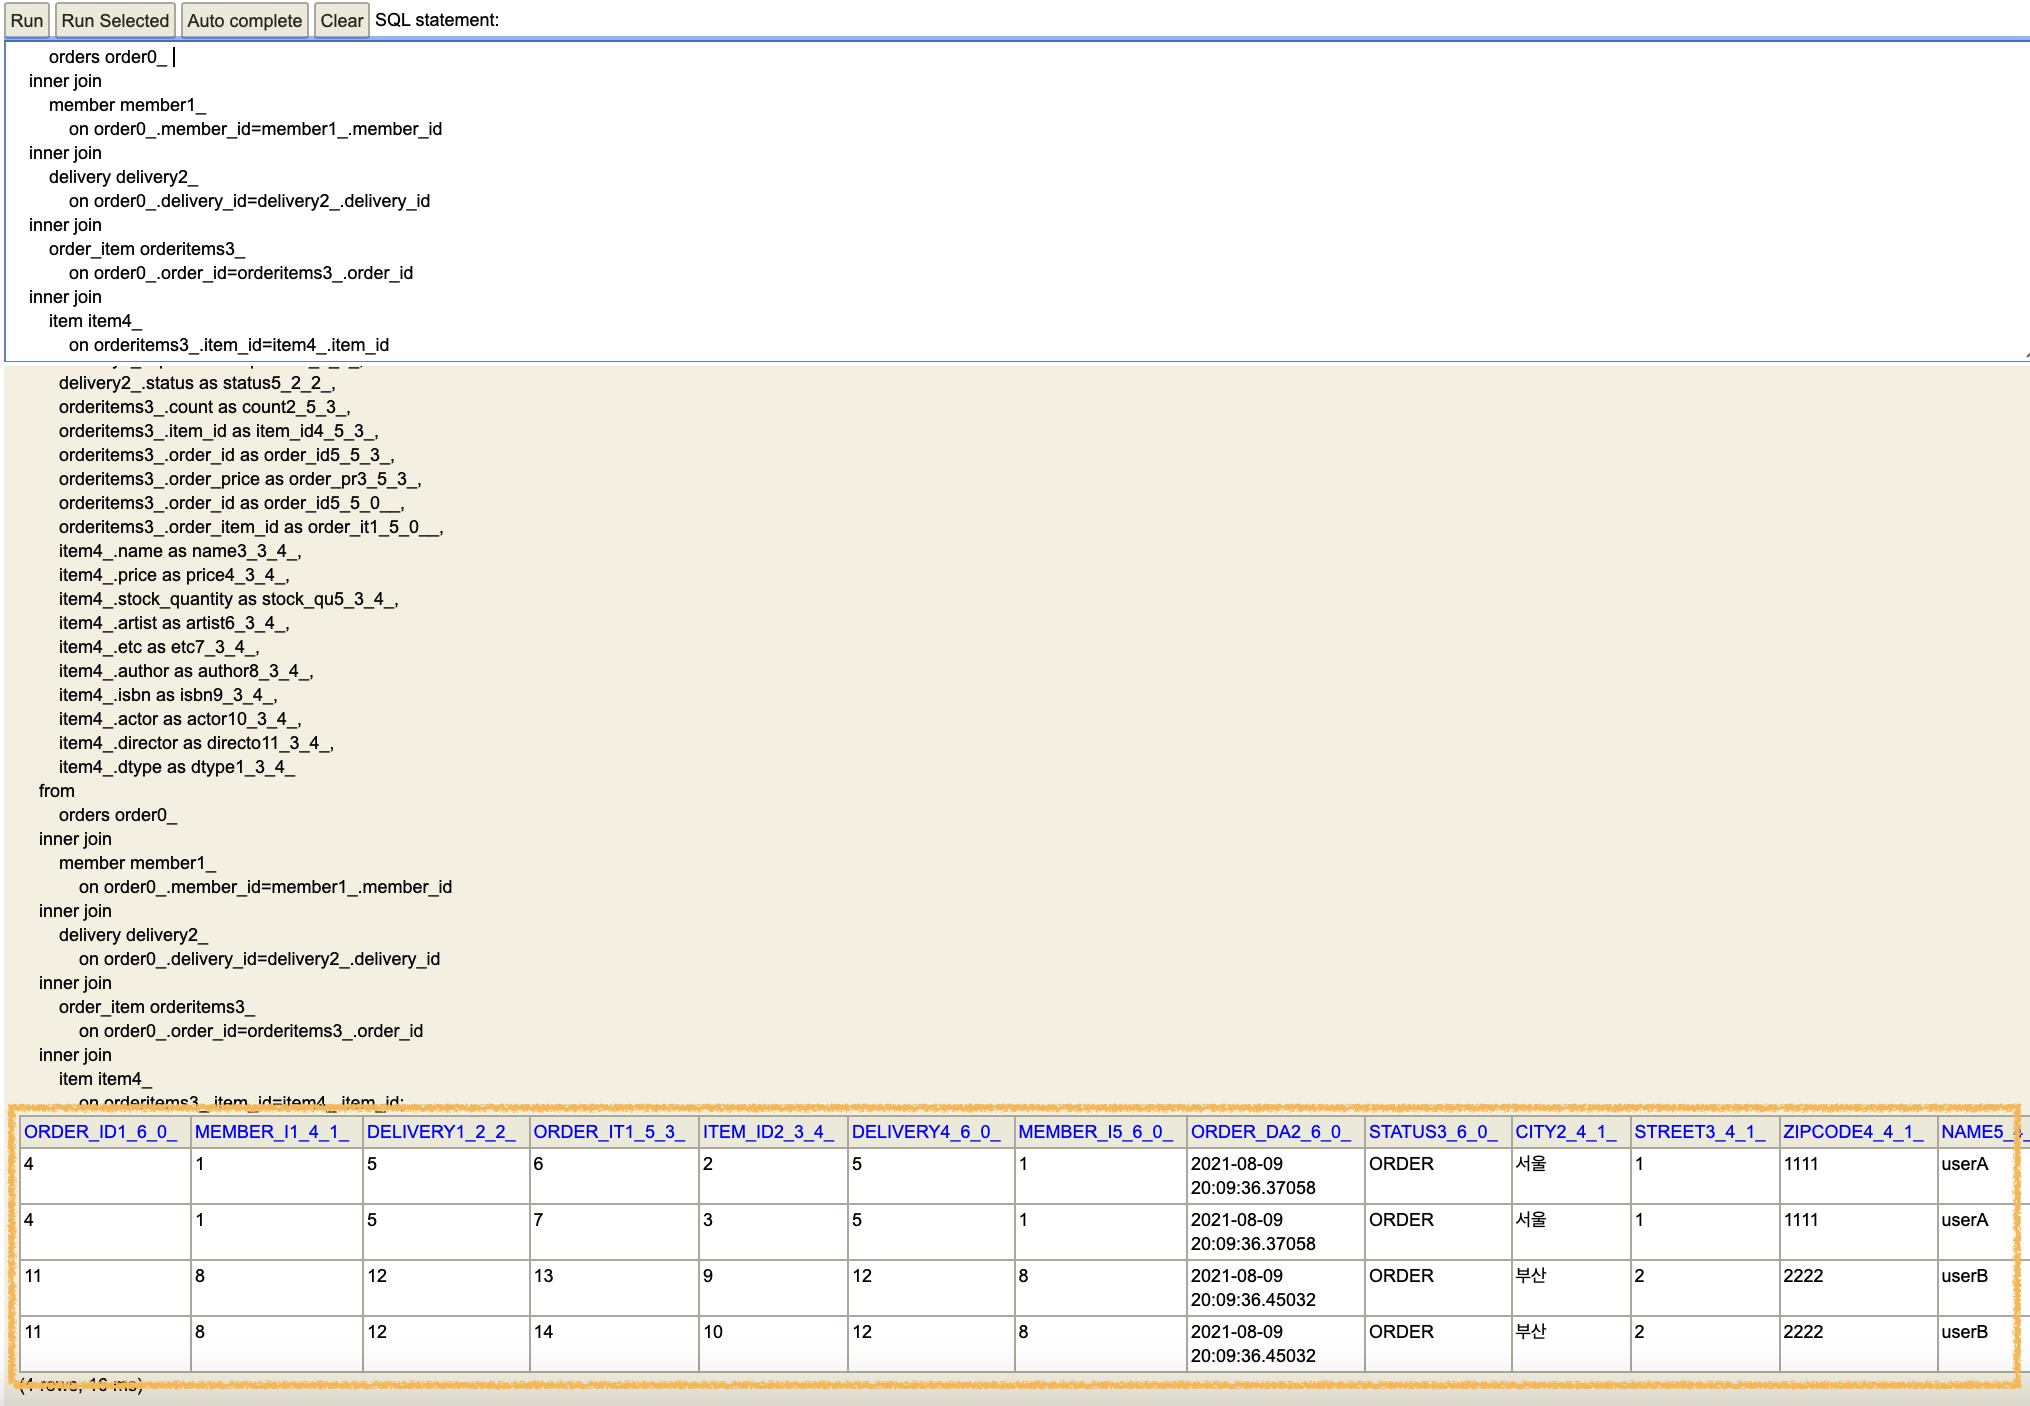 Run Run Selected Auto complete Clear SQL statement:
orders order0_
inner join
member member1_
on order0_.member_id=member1_.member_id
inner join
delivery delivery2_
on order0_.delivery_id=delivery2_.delivery_id
inner join
order_item orderitems3_
on order0_.order_id=orderitems3_.order_id
inner join
item item4_
on orderitems3_.item_id=item4_.item_id
delivery2_.status as status5_2_2_,
orderitems3_.count as count2_5_3_,
orderitems3_.item_id as item_id4_5_3_,
orderitems3_.order_id as order_id5_5_3_,
orderitems3_.order_price as order_pr3_5_3_,
orderitems3_.order_id as order_id5_5_0__,
orderitems3_.order_item_id as order_it1_5_0__,
item4_.name as name3_3_4_,
item4_.price as price4_3_4_,
item4_.stock_quantity as stock_qu5_3_4_,
item4_.artist as artist6_3_4_,
item4_.etc as etc7_3_4_,
item4_.author as author8_3_4_,
item4_.isbn as isbn9_3_4_,
item4_.actor as actor10_3_4_,
item4_.director as directo11_3_4_,
item4_.dtype as dtype1_3_4_
from
orders order0_
inner join
member member1_
on order0_.member_id=member1_.member_id
inner join
delivery delivery2_
on order0_.delivery_id=delivery2_.delivery_id
inner join
order_item orderitems3_
on order0_.order_id=orderitems3_.order_id
inner join
item item4_
on orderitems3_.item_id=item4_.item_id;
ORDER_ID1_6_0_ MEMBER_I1_4_1_ DELIVERY1_2_2_ ORDER_IT1_5_3_ ITEM_ID2_3_4_ DELIVERY4_6_0_ MEMBER_I5_6_0_ ORDER_DA2_6_0_ STATUS3_6_0_ CITY2_4_1_ STREET3_4_1_ ZIPCODE4_4_1_ NAME5_4_
4 1 5 6 2 5 1 2021-08-09 20:09:36.37058 ORDER 서울 1 1111 userA
4 1 5 7 3 5 1 2021-08-09 20:09:36.37058 ORDER 서울 1 1111 userA
11 8 12 13 9 12 8 2021-08-09 20:09:36.45032 ORDER 부산 2 2222 userB
11 8 12 14 10 12 8 2021-08-09 20:09:36.45032 ORDER 부산 2 2222 userB
(4 rows, 16 ms)